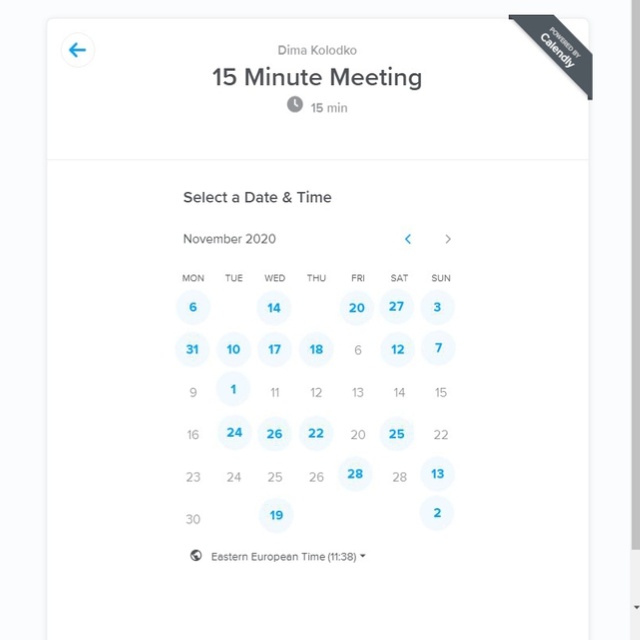 POWERED BY
Calendly
Dima Kolodko
15 Minute Meeting
15 min
Select a Date & Time
November 2020
MON TUE WED THU FRI SAT SUN
6 14 20 27 3
31 10 17 18 6 12 7
9 1 11 12 13 14 15
16 24 26 22 20 25 22
23 24 25 26 28 28 13
30 19 2
Eastern European Time (11:38)